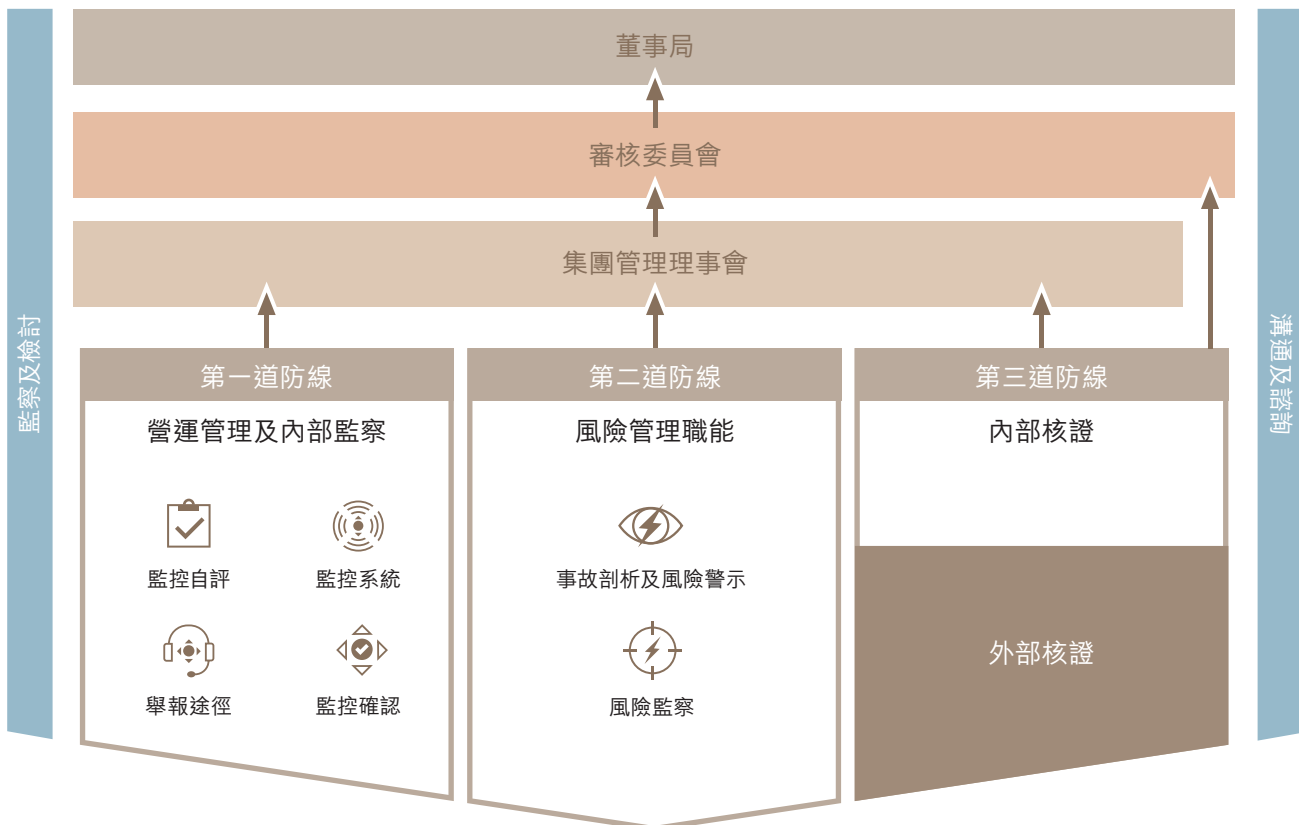 董事局
審核委員會
集團管理理事會
監察及檢討
溝通及諮詢
第一道防線
營運管理及內部監察
監控自評
監控系統
舉報途徑
監控確認
第二道防線
風險管理職能
事故剖析及風險警示
風險監察
第三道防線
內部核證
外部核證